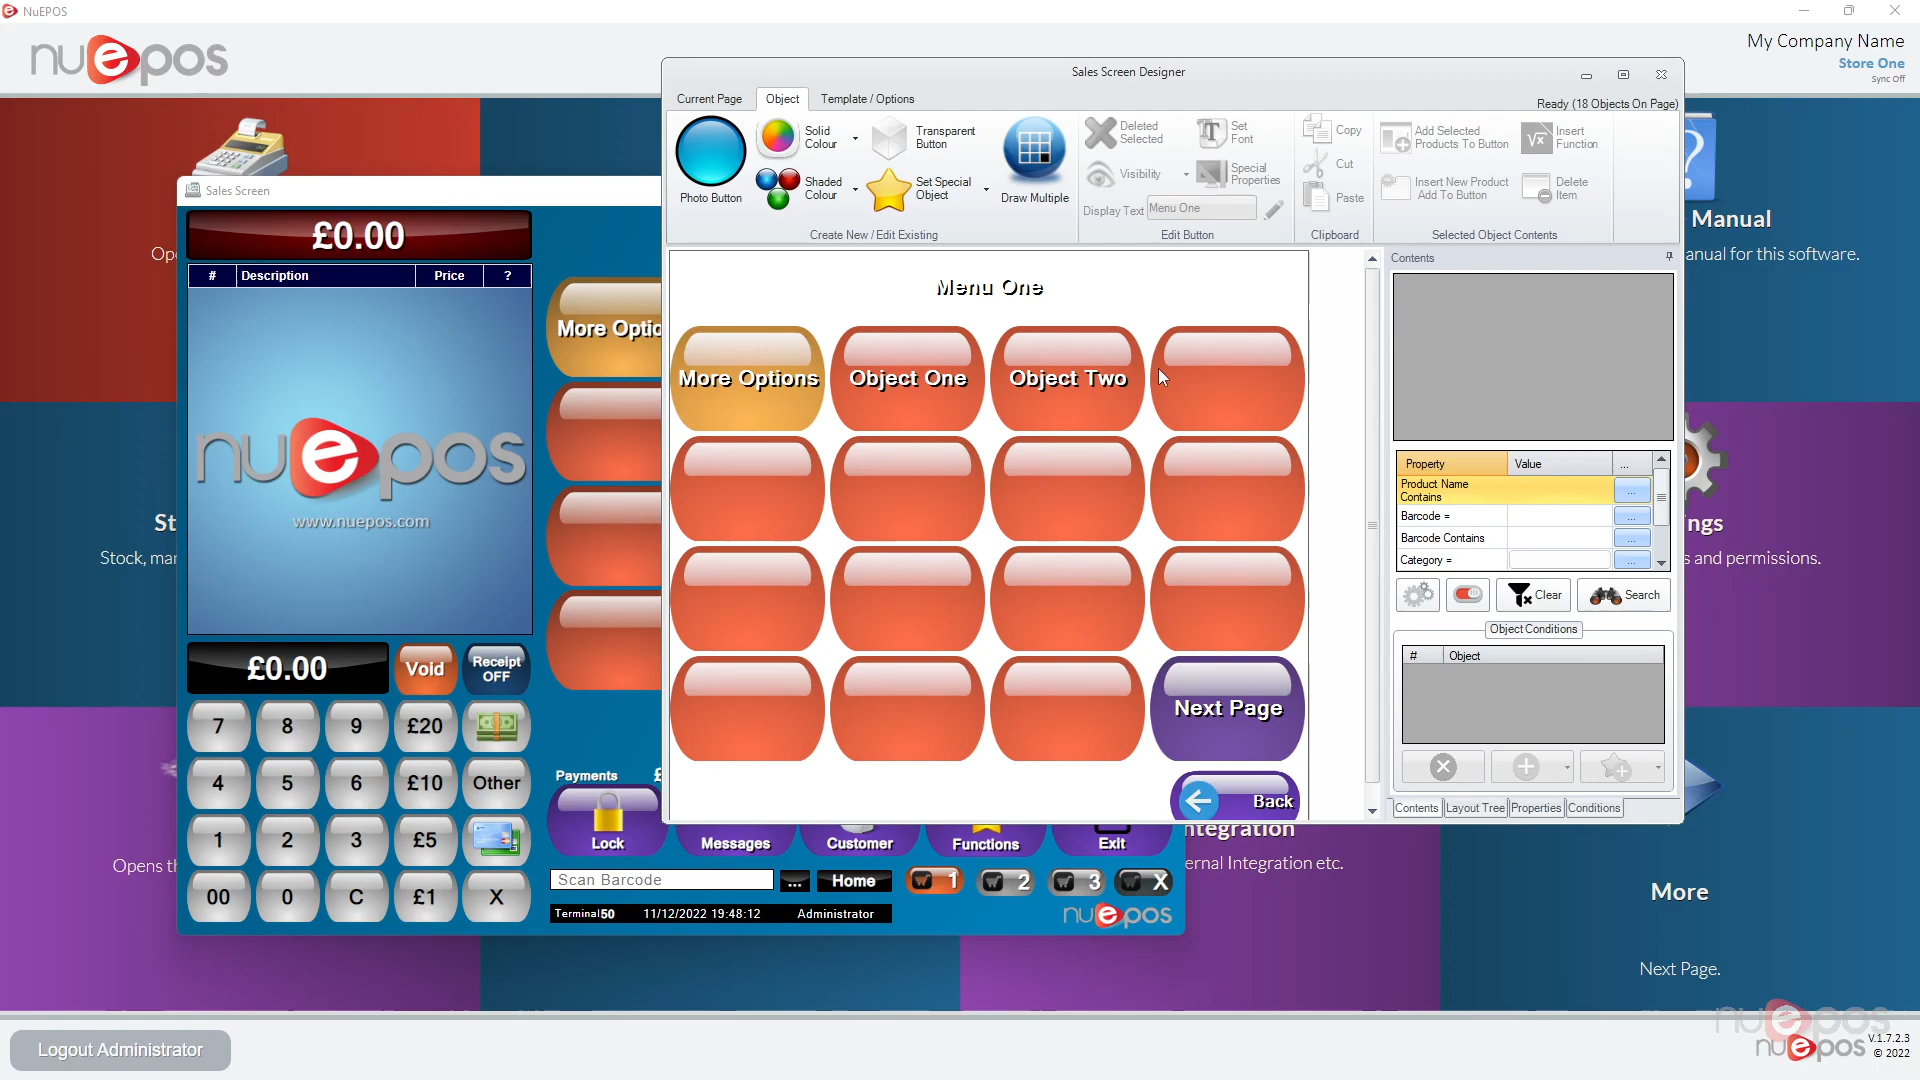 NuEPOS
nuepos
My Company Name
Store One
Sync Off
Sales Screen Designer
Current Page
Object
Template / Options
Ready (18 Objects On Page)
Photo Button
Solid
Colour
Shaded
Colour
Transparent
Button
Set Special
Object
Draw Multiple
Create New / Edit Existing
Deleted
Selected
Visibility
Display Text
Menu One
Set
Font
Special
Properties
Edit Button
Copy
Cut
Paste
Clipboard
Add Selected
Products To Button
Insert New Product
Add To Button
Insert
Function
Delete
Item
Selected Object Contents
Sales Screen
£0.00
# Description Price ?
nuepos
www.nuepos.com
£0.00
Void
Receipt
OFF
7 8 9 £20
4 5 6 £10 Other
1 2 3 £5
00 0 C £1 X
More Optio
Payments £
Lock
Messages
Customer
Functions
Exit
Scan Barcode
...
Home
1
2
3
X
Terminal50 11/12/2022 19:48:12 Administrator
nuepos
Menu One
More Options
Object One
Object Two
Next Page
Back
Contents
Property Value ...
Product Name
Contains
...
Barcode =
...
Barcode Contains
...
Category =
...
Clear
Search
Object Conditions
# Object
Contents
Layout Tree
Properties
Conditions
Op
St
Stock, mar
Opens th
Manual
anual for this software.
ngs
s and permissions.
ntegration
ernal Integration etc.
More
Next Page.
Logout Administrator
nuepos
nuepos
V.1.7.2.3
© 2022